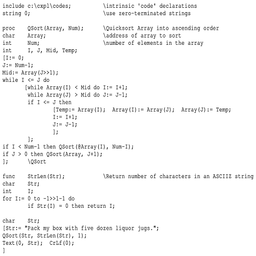 include c:\cxpl\codes;    \intrinsic 'code' declarations
string 0;    \use zero-terminated strings

proc    QSort(Array, Num);    \Quicksort Array into ascending order
char    Array;    \address of array to sort
int     Num;    \number of elements in the array
int     I, J, Mid, Temp;
[I:= 0;
J:= Num-1;
Mid:= Array(J>>1);
while I <= J do
        [while Array(I) < Mid do I:= I+1;
        while Array(J) > Mid do J:= J-1;
        if I <= J then
                [Temp:= Array(I);  Array(I):= Array(J);  Array(J):= Temp;
                I:= I+1;
                J:= J-1;
                ];
        ];
if I < Num-1 then QSort(@Array(I), Num-I);
if J > 0 then QSort(Array, J+1);
];      \QSort

func    StrLen(Str);    \Return number of characters in an ASCIIZ string
char    Str;
int     I;
for I:= 0 to -1>>1-1 do
        if Str(I) = 0 then return I;

char    Str;
[Str:= "Pack my box with five dozen liquor jugs.";
QSort(Str, StrLen(Str), 1);
Text(0, Str);  CrLf(0);
]